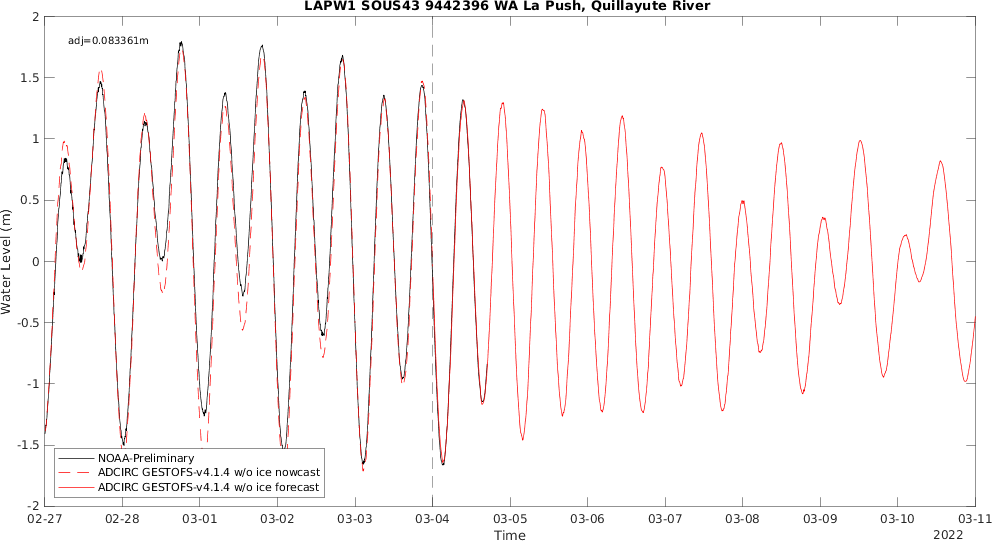 LAPW1 SOUS43 9442396 WA La Push, Quillayute River
adj=0.083361m
Water Level (m)
2
1.5
1
0.5
0
-0.5
-1
-1.5
-2
NOAA-Preliminary
ADCIRC GESTOFS-v4.1.4 w/o ice nowcast
ADCIRC GESTOFS-v4.1.4 w/o ice forecast
02-27 02-28 03-01 03-02 03-03 03-04 03-05 03-06 03-07 03-08 03-09 03-10 03-11
Time
2022